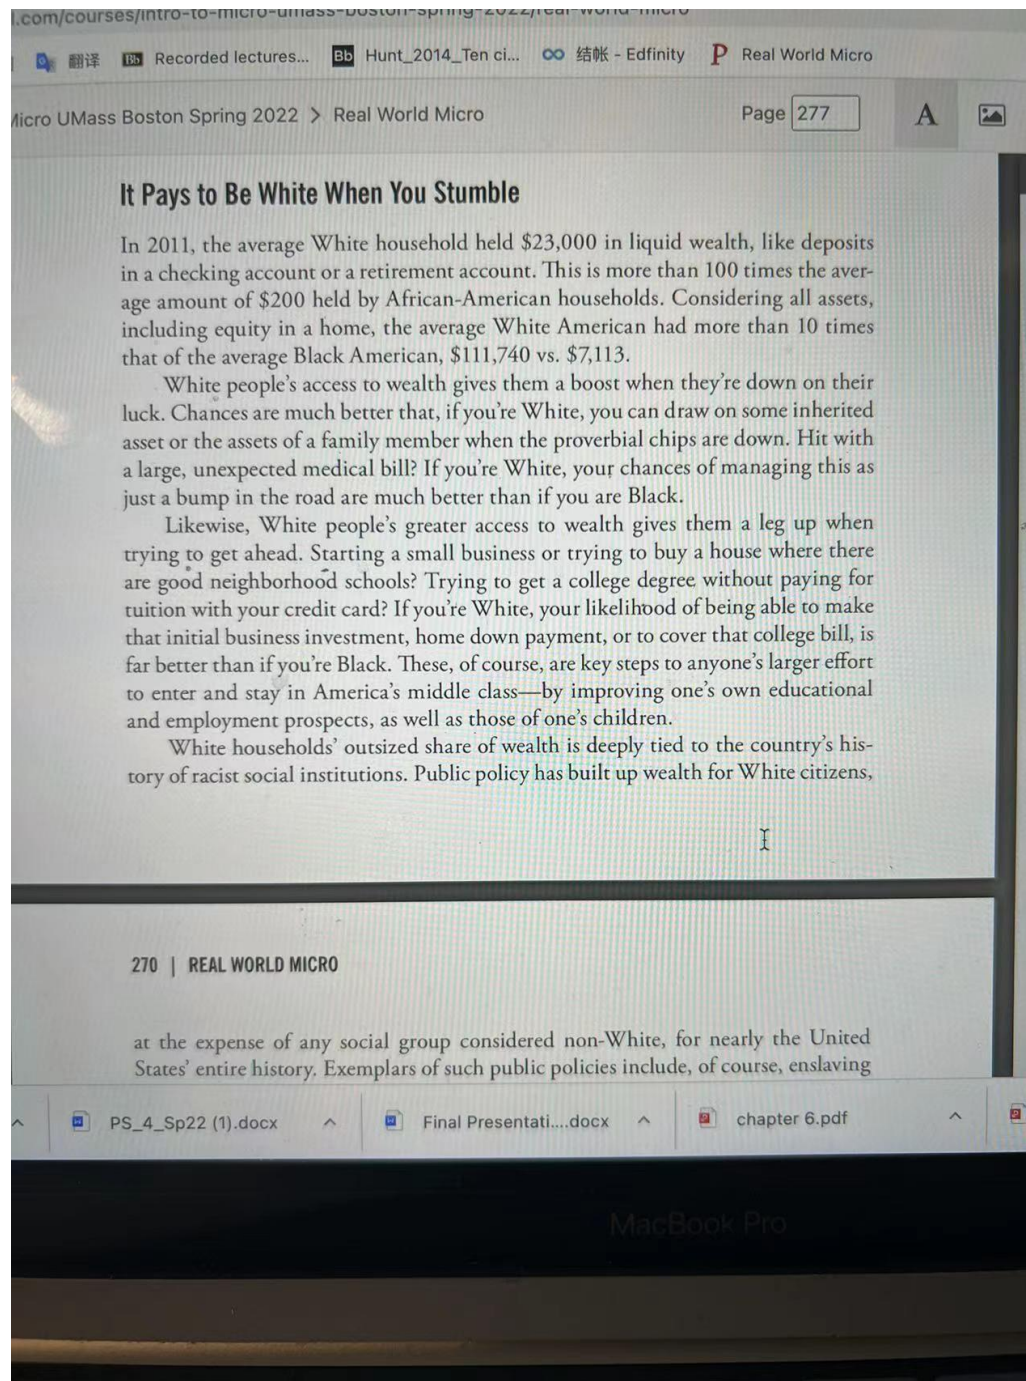 .com/courses/intro-to-micro-umass-boston-spring-2022/real-world-micro
翻译 Bb Recorded lectures... Bb Hunt_2014_Ten ci... 结帐 - Edfinity P Real World Micro
Micro UMass Boston Spring 2022 > Real World Micro Page 277 A
It Pays to Be White When You Stumble
In 2011, the average White household held $23,000 in liquid wealth, like deposits
in a checking account or a retirement account. This is more than 100 times the aver-
age amount of $200 held by African-American households. Considering all assets,
including equity in a home, the average White American had more than 10 times
that of the average Black American, $111,740 vs. $7,113.
White people's access to wealth gives them a boost when they're down on their
luck. Chances are much better that, if you're White, you can draw on some inherited
asset or the assets of a family member when the proverbial chips are down. Hit with
a large, unexpected medical bill? If you're White, your chances of managing this as
just a bump in the road are much better than if you are Black.
Likewise, White people's greater access to wealth gives them a leg up when
trying to get ahead. Starting a small business or trying to buy a house where there
are good neighborhood schools? Trying to get a college degree without paying for
tuition with your credit card? If you're White, your likelihood of being able to make
that initial business investment, home down payment, or to cover that college bill, is
far better than if you're Black. These, of course, are key steps to anyone's larger effort
to enter and stay in America's middle class—by improving one's own educational
and employment prospects, as well as those of one's children.
White households' outsized share of wealth is deeply tied to the country's his-
tory of racist social institutions. Public policy has built up wealth for White citizens,
270 | REAL WORLD MICRO
at the expense of any social group considered non-White, for nearly the United
States' entire history. Exemplars of such public policies include, of course, enslaving
PS_4_Sp22 (1).docx Final Presentati....docx chapter 6.pdf
MacBook Pro